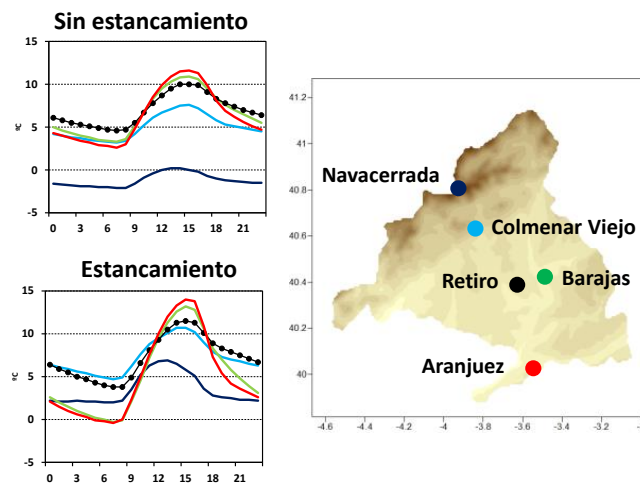 Sin estancamiento
15
10
5
0
-5
ºC
0 3 6 9 12 15 18 21
Estancamiento
15
10
5
0
-5
ºC
0 3 6 9 12 15 18 21
41.2
41
40.8
40.6
40.4
40.2
40
Navacerrada
Colmenar Viejo
Retiro
Barajas
Aranjuez
-4.6 -4.4 -4.2 -4 -3.8 -3.6 -3.4 -3.2